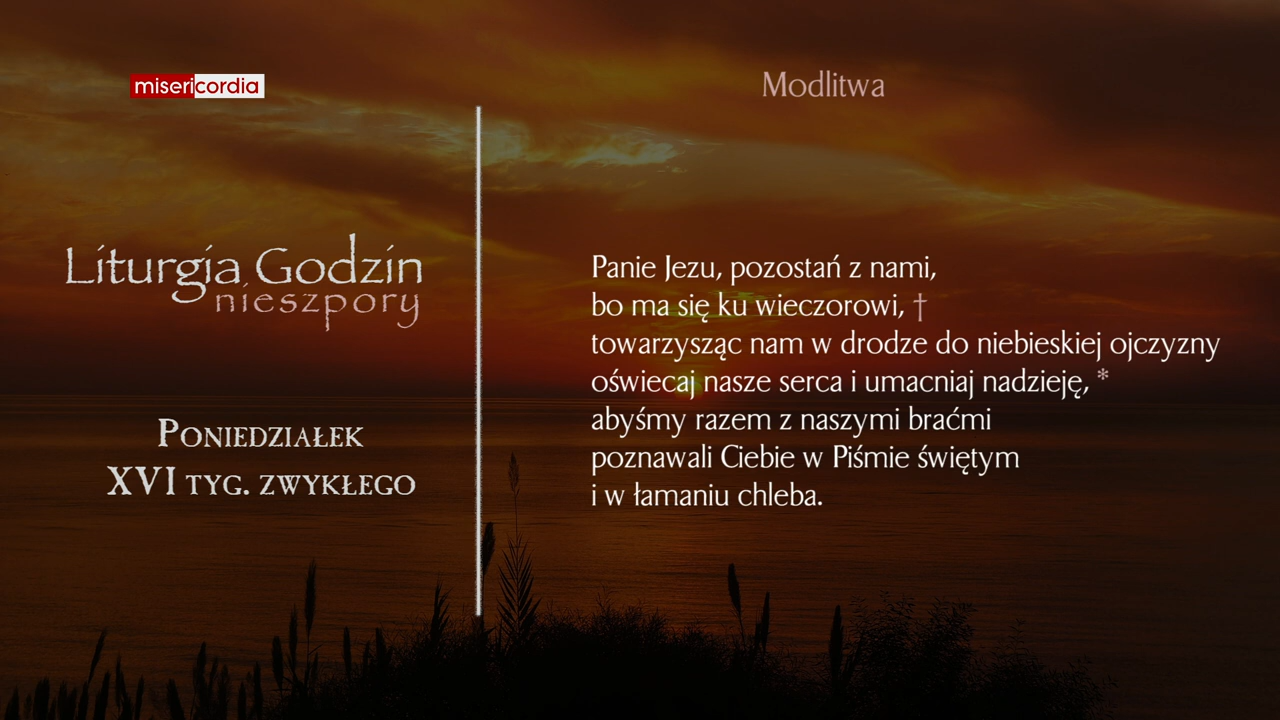 misericordia
Modlitwa
Liturgia Godzin
nieszpory
Poniedziałek
XVI tyg. zwykłego
Panie Jezu, pozostań z nami,
bo ma się ku wieczorowi, †
towarzysząc nam w drodze do niebieskiej ojczyzny
oświecaj nasze serca i umacniaj nadzieję, *
abyśmy razem z naszymi braćmi
poznawali Ciebie w Piśmie świętym
i w łamaniu chleba.